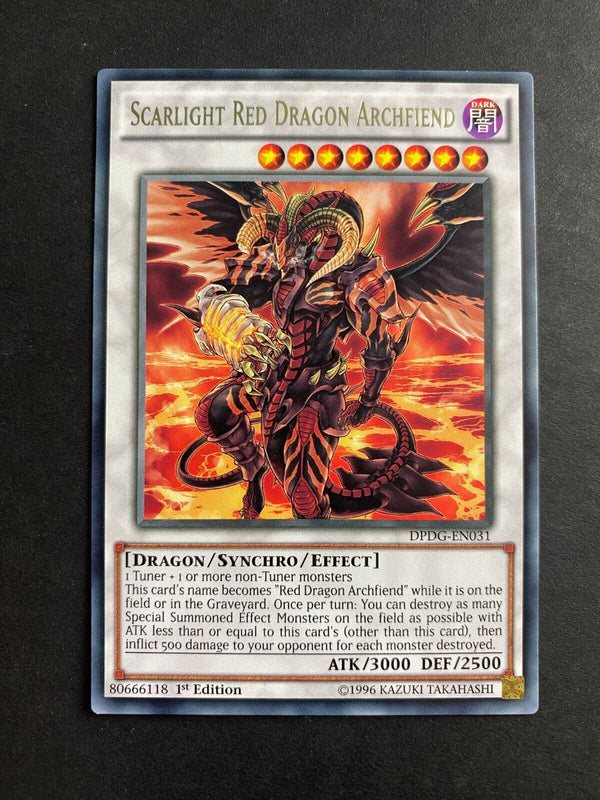 SCARLIGHT RED DRAGON ARCHFIEND
DARK
闇
DPDG-EN031
[DRAGON/SYNCHRO/EFFECT]
1 Tuner + 1 or more non-Tuner monsters
This card's name becomes "Red Dragon Archfiend" while it is on the
field or in the Graveyard. Once per turn: You can destroy as many
Special Summoned Effect Monsters on the field as possible with
ATK less than or equal to this card's (other than this card), then
inflict 500 damage to your opponent for each monster destroyed.
ATK/3000 DEF/2500
80666118 1st Edition ©1996 KAZUKI TAKAHASHI